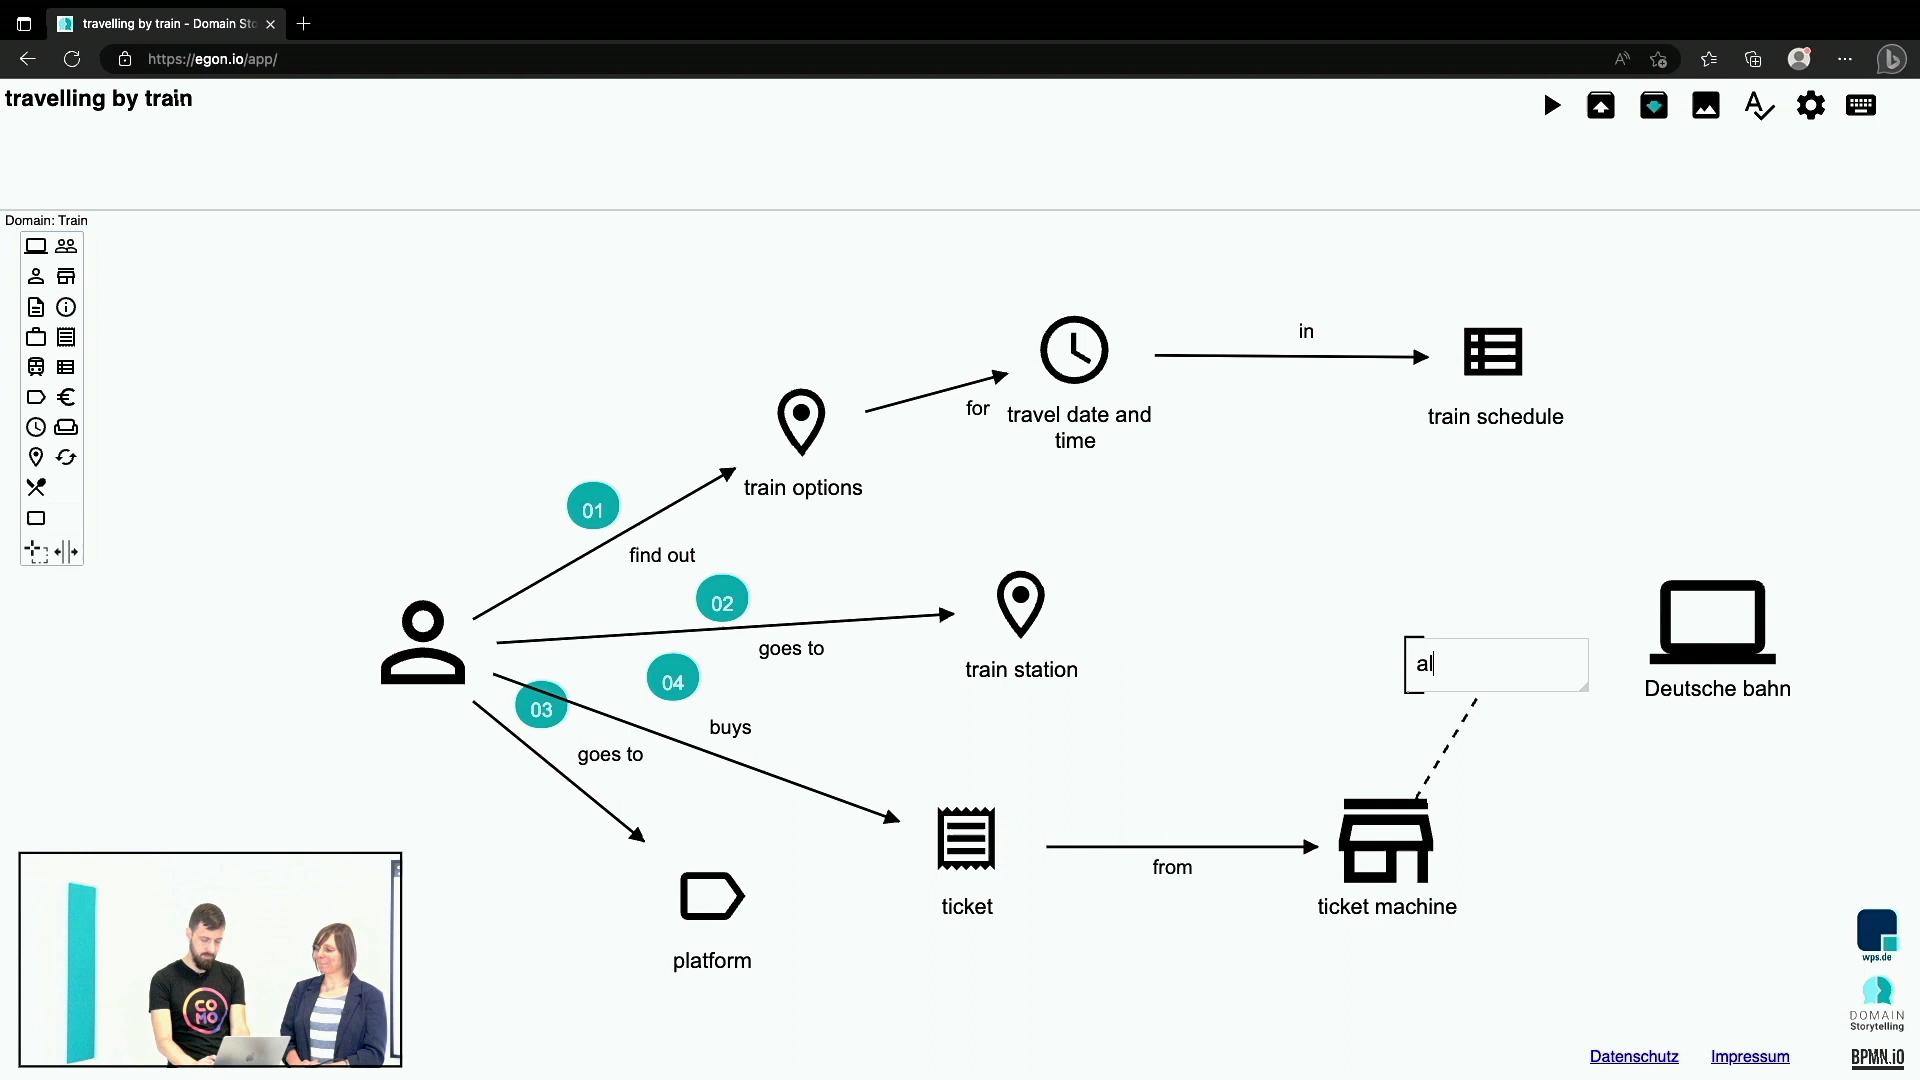 travelling by train - Domain Sto
https://egon.io/app/
travelling by train
Domain: Train
in
for
travel date and
time
train schedule
train options
01
find out
02
goes to
train station
al
Deutsche bahn
04
03
buys
goes to
from
ticket
ticket machine
platform
CO
MO
wps.de
DOMAIN
Storytelling
Datenschutz
Impressum
BPMN.iO